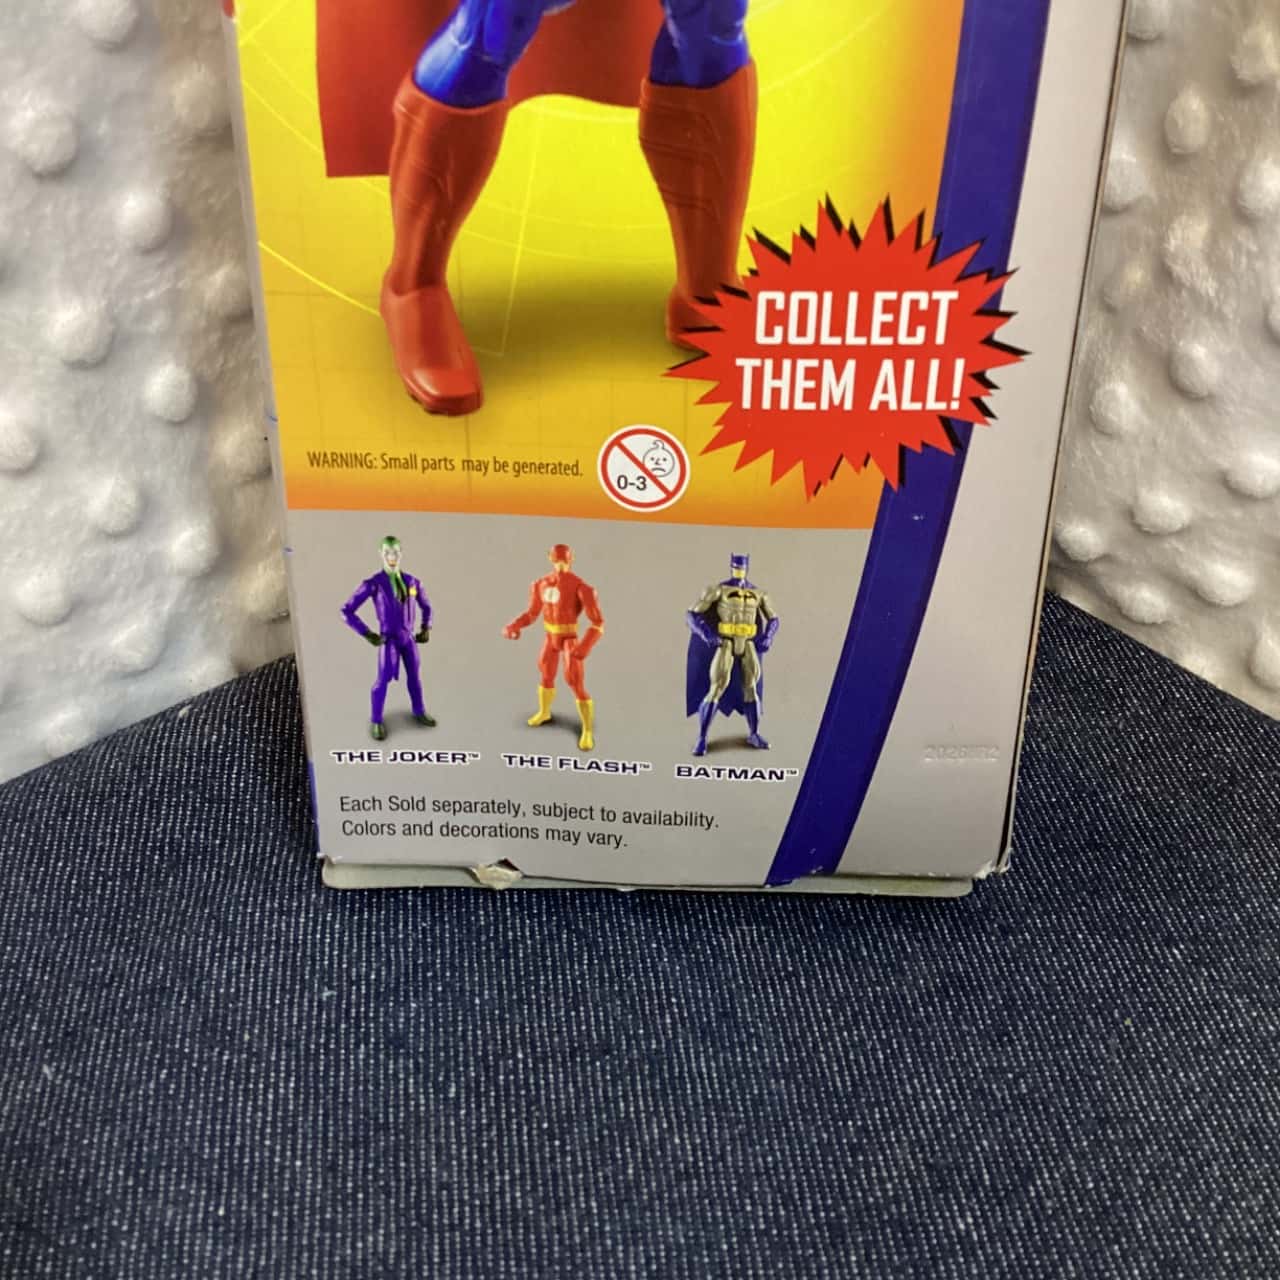 COLLECT
THEM ALL!
WARNING: Small parts may be generated.
0-3
THE JOKER™
THE FLASH™
BATMAN™
Each Sold separately, subject to availability.
Colors and decorations may vary.